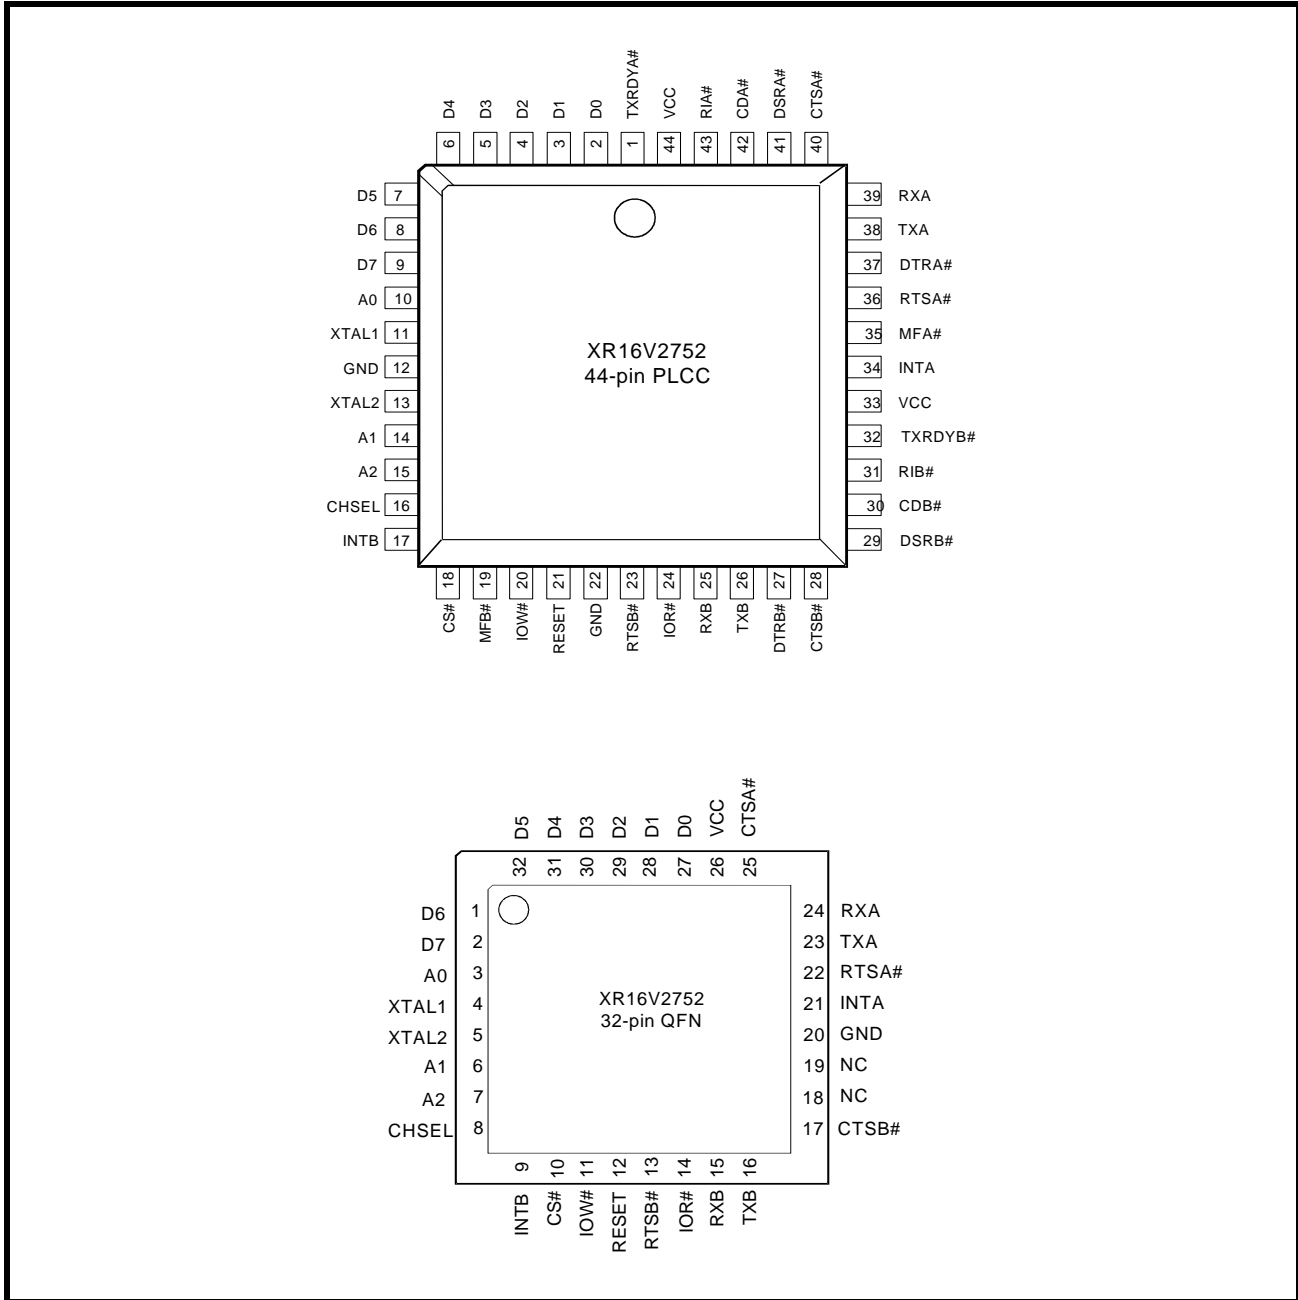 D4 D3 D2 D1 D0 TXRDYA# VCC RIA# CDA# DSRA# CTSA#
6 5 4 3 2 1 44 43 42 41 40
D5 7 39 RXA
D6 8 38 TXA
D7 9 37 DTRA#
A0 10 36 RTSA#
XTAL1 11 35 MFA#
XR16V2752
GND 12 34 INTA
44-pin PLCC
XTAL2 13 33 VCC
A1 14 32 TXRDYB#
A2 15 31 RIB#
CHSEL 16 30 CDB#
INTB 17 29 DSRB#
18 19 20 21 22 23 24 25 26 27 28
CS# MFB# IOW# RESET GND RTSB# IOR# RXB TXB DTRB# CTSB#
D5 D4 D3 D2 D1 D0 VCC CTSA#
32 31 30 29 28 27 26 25
D6 1 24 RXA
D7 2 23 TXA
A0 3 22 RTSA#
XTAL1 4 21 INTA
XR16V2752
32-pin QFN
XTAL2 5 20 GND
A1 6 19 NC
A2 7 18 NC
CHSEL 8 17 CTSB#
9 10 11 12 13 14 15 16
INTB CS# IOW# RESET RTSB# IOR# RXB TXB